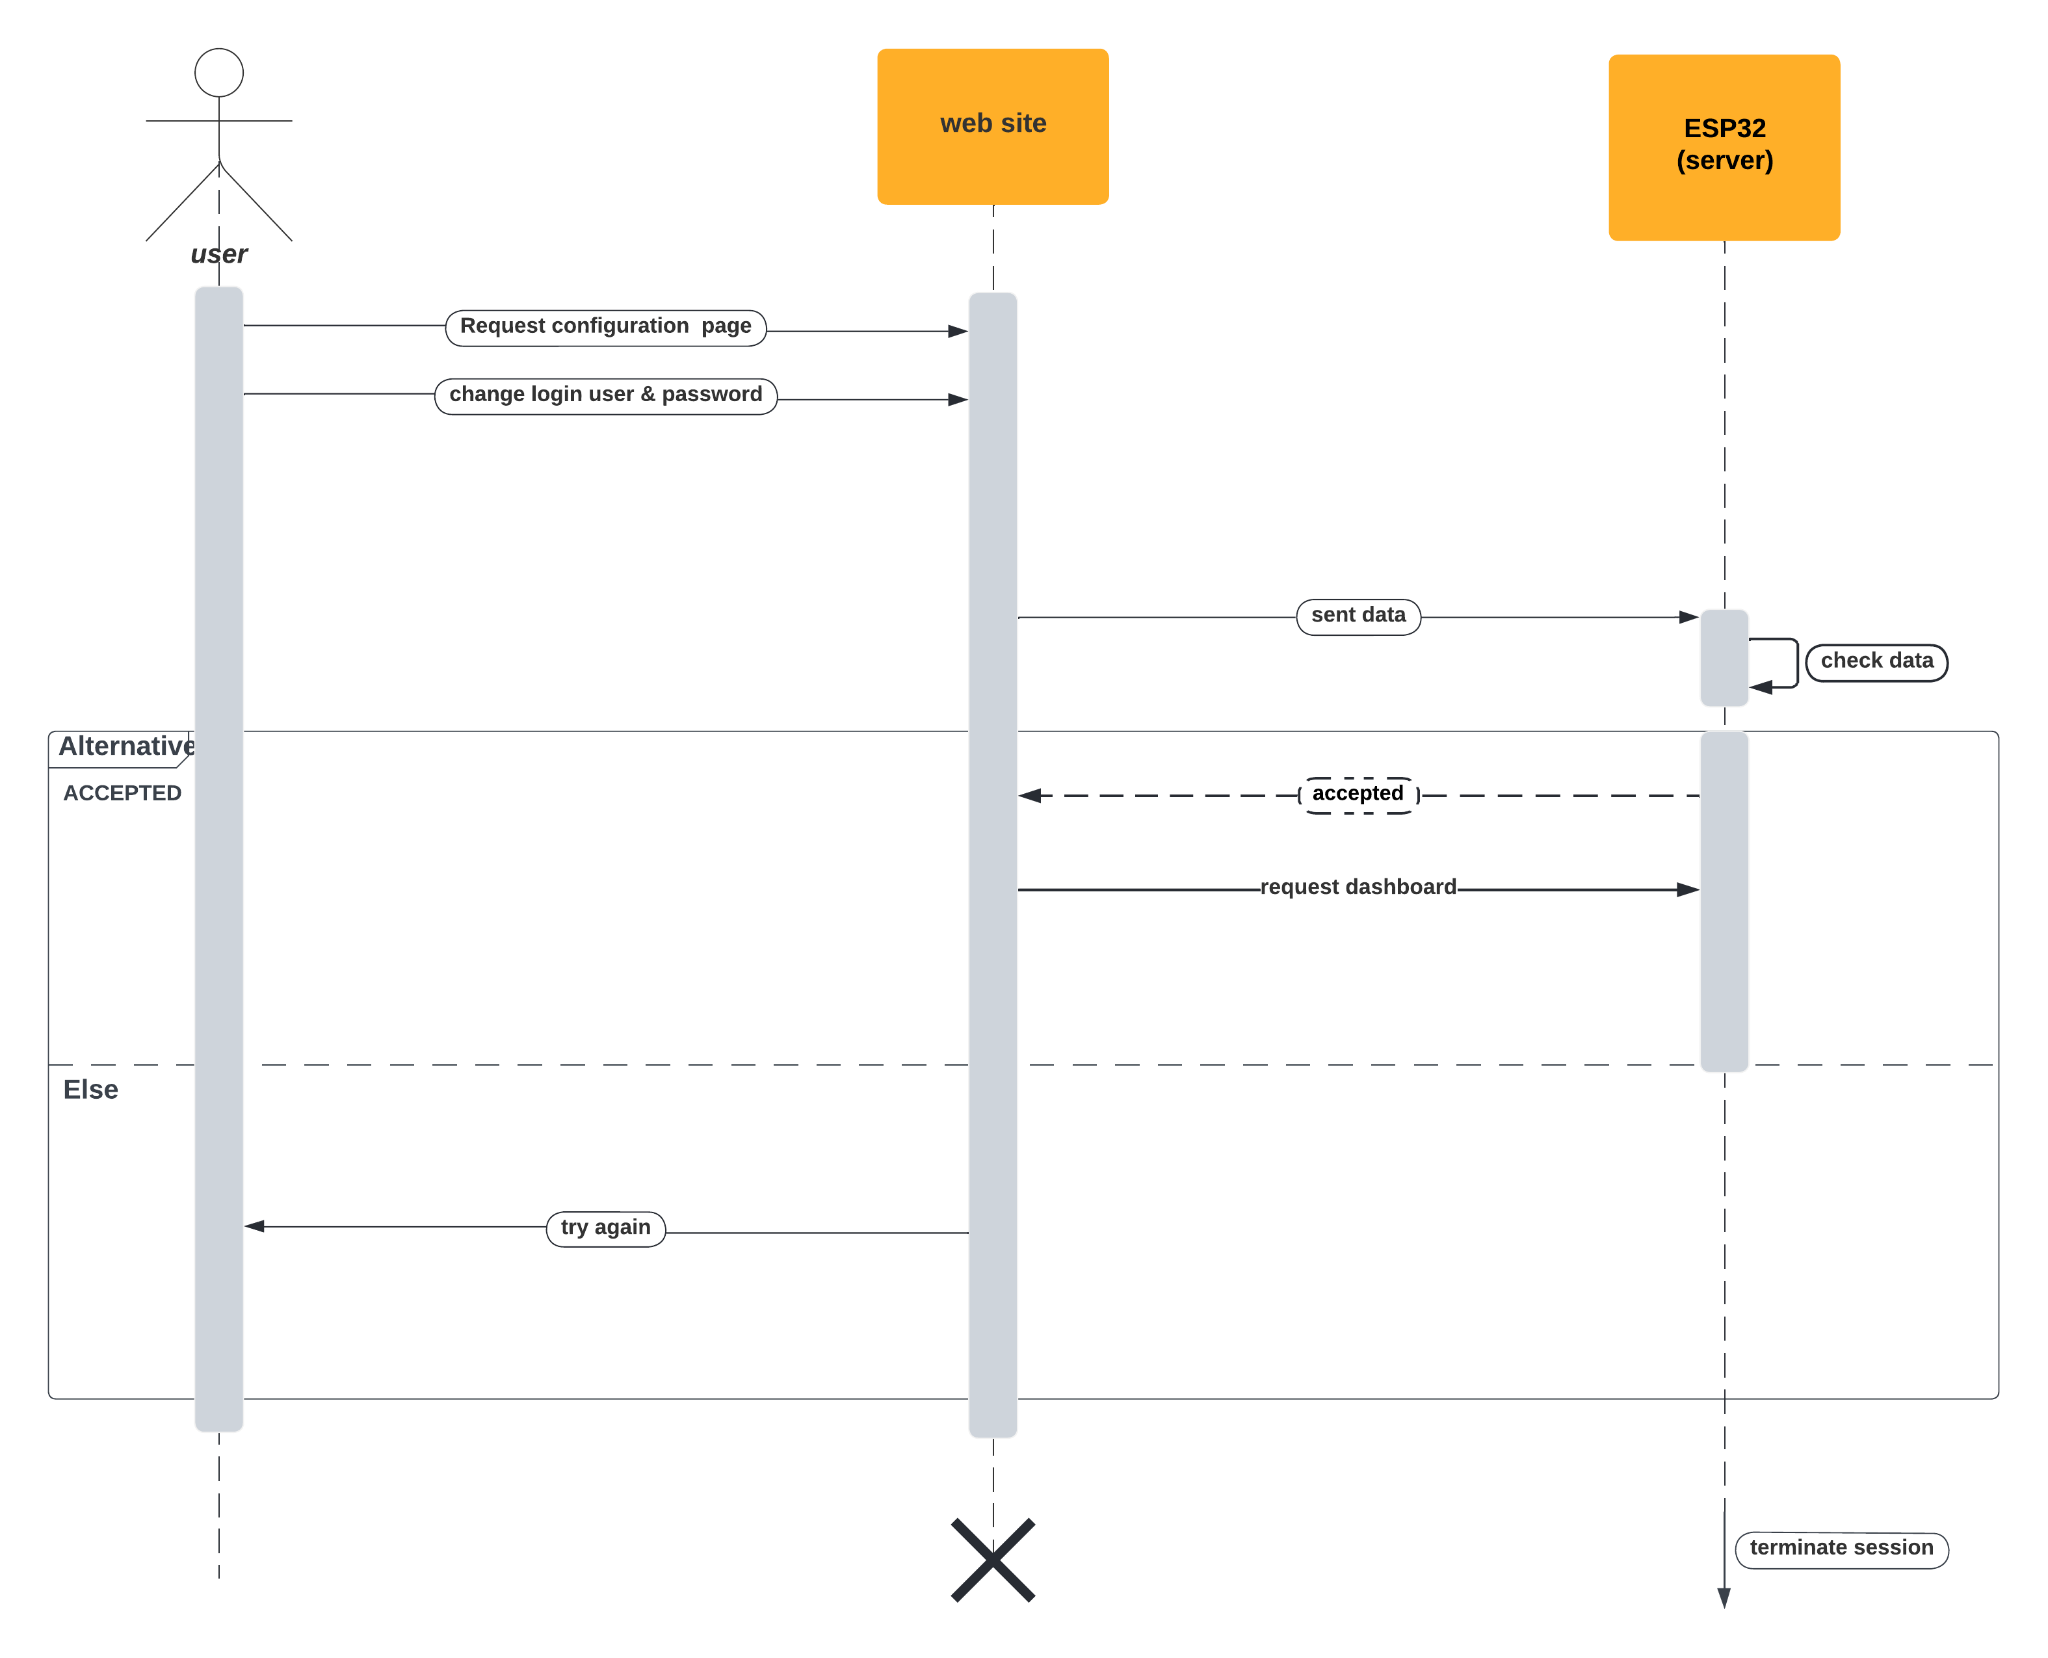 web site
ESP32
(server)
user
Request configuration  page
change login user & password
sent data
check data
Alternative
ACCEPTED
accepted
request dashboard
Else
try again
terminate session